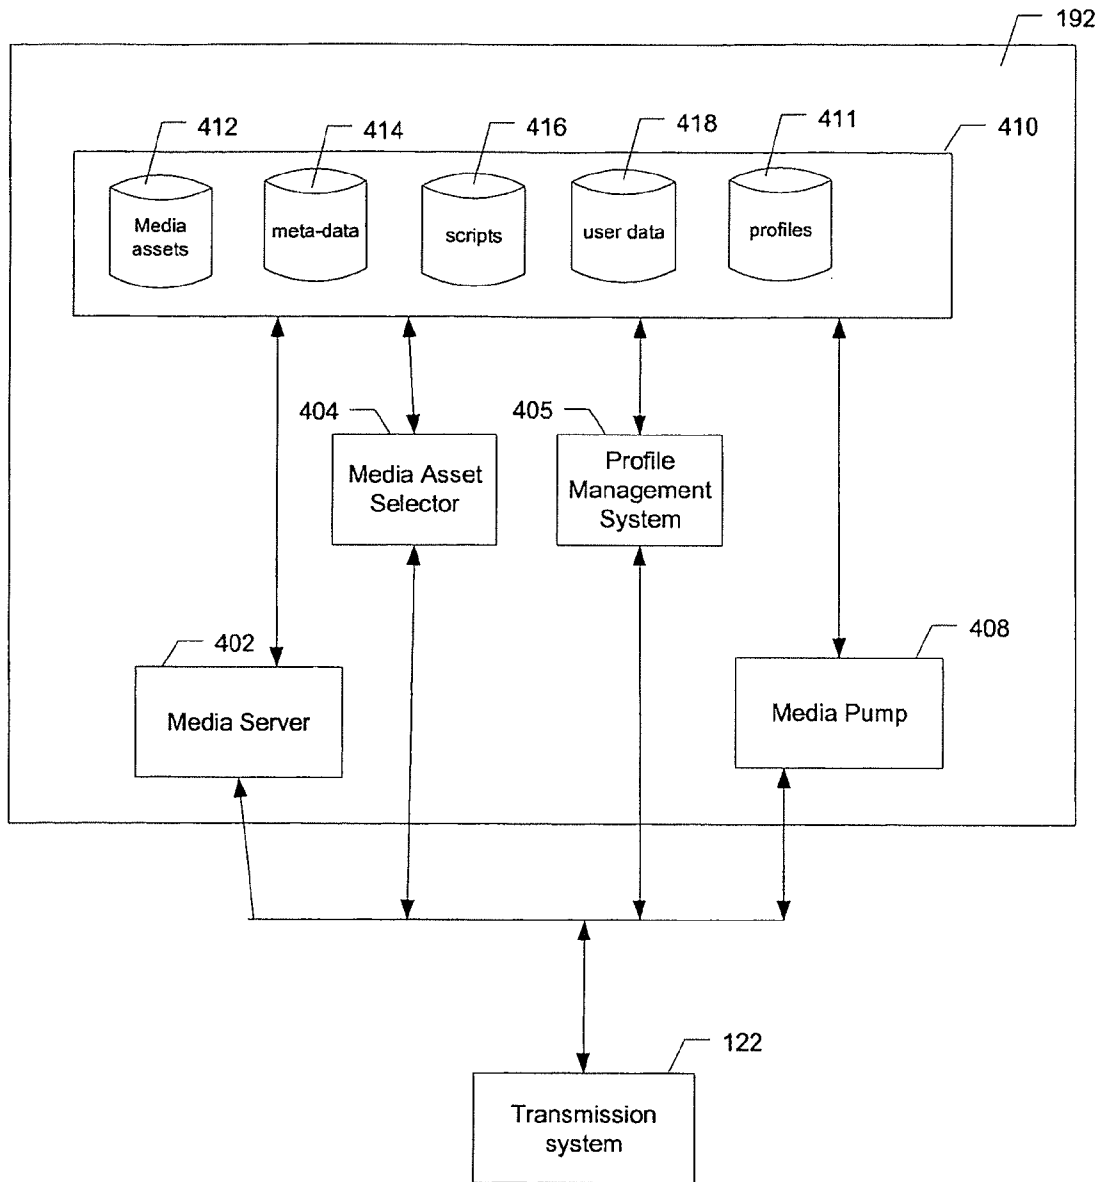 192
412
414
416
418
411
410
Media
assets
meta-data
scripts
user data
profiles
404
405
Media Asset
Selector
Profile
Management
System
402
408
Media Server
Media Pump
122
Transmission
system